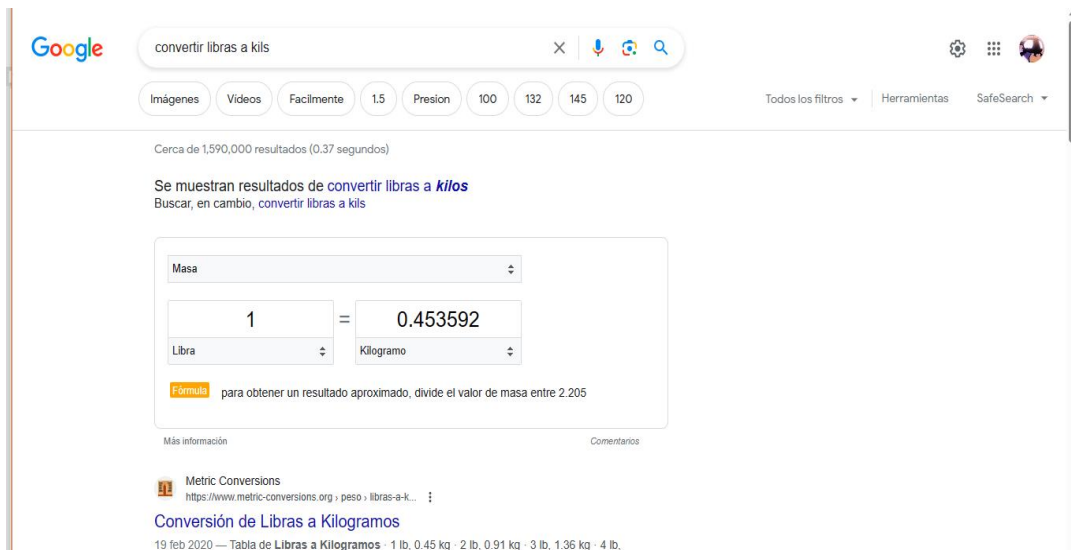 Google
convertir libras a kils
Imágenes Videos Facilmente 1.5 Presion 100 132 145 120 Todos los filtros Herramientas SafeSearch
Cerca de 1,590,000 resultados (0.37 segundos)
Se muestran resultados de convertir libras a kilos
Buscar, en cambio, convertir libras a kils
Masa
1 = 0.453592
Libra Kilogramo
Fórmula para obtener un resultado aproximado, divide el valor de masa entre 2.205
Más información Comentarios
Metric Conversions
https://www.metric-conversions.org › peso › libras-a-k...
Conversión de Libras a Kilogramos
19 feb 2020 — Tabla de Libras a Kilogramos · 1 lb, 0.45 kg · 2 lb, 0.91 kg · 3 lb, 1.36 kg · 4 lb,